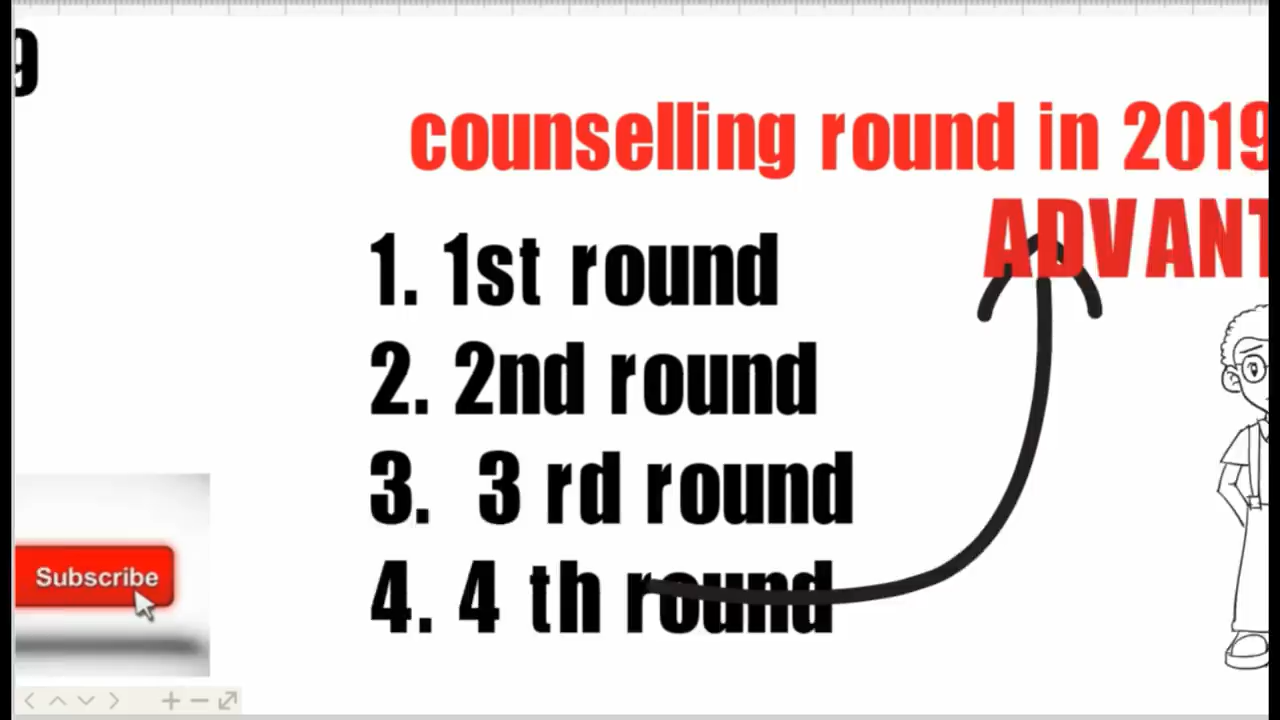 9
counselling round in 2019
ADVANT
1. 1st round
2. 2nd round
3. 3 rd round
4. 4 th round
Subscribe